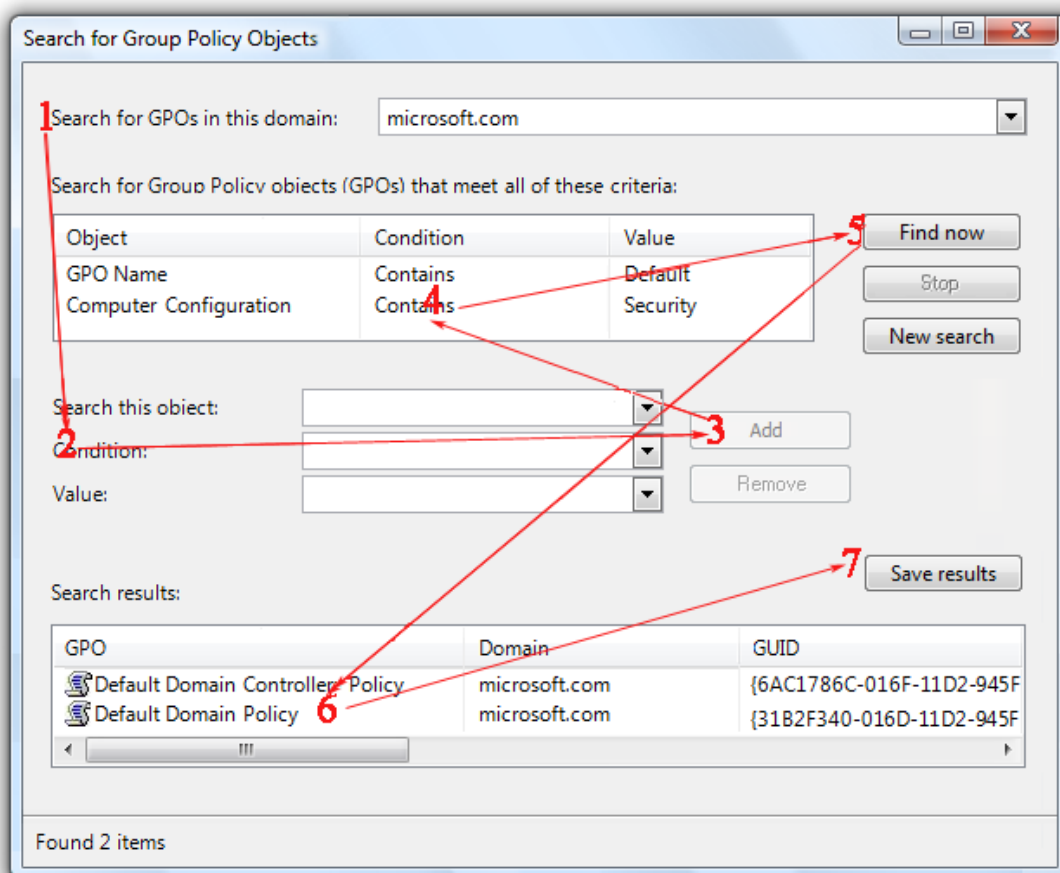 Search for Group Policy Objects
1 Search for GPOs in this domain: microsoft.com
Search for Group Policy objects (GPOs) that meet all of these criteria:
Object Condition Value 5 Find now
GPO Name Contains Default Stop
Computer Configuration Contains 4 Security
New search
Search this object:
2 Condition: 3 Add
Value: Remove
7 Save results
Search results:
GPO Domain GUID
Default Domain Controllers Policy microsoft.com {6AC1786C-016F-11D2-945F
Default Domain Policy 6 microsoft.com {31B2F340-016D-11D2-945F
Found 2 items